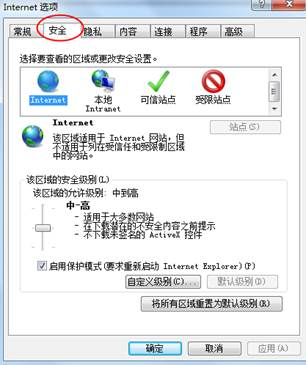 Internet 选项
常规 安全 隐私 内容 连接 程序 高级
选择要查看的区域或更改安全设置。
Internet 本地 Intranet 可信站点 受限站点
Internet
站点(S)
该区域适用于 Internet 网站，但
不适用于列在受信任和受限制区域
中的网站。
该区域的安全级别(L)
该区域的允许级别: 中到高
中-高
- 适用于大多数网站
- 在下载潜在的不安全内容之前提示
- 不下载未签名的 ActiveX 控件
启用保护模式(要求重新启动 Internet Explorer)(P)
自定义级别(C)... 默认级别(D)
将所有区域重置为默认级别(R)
确定 取消 应用(A)